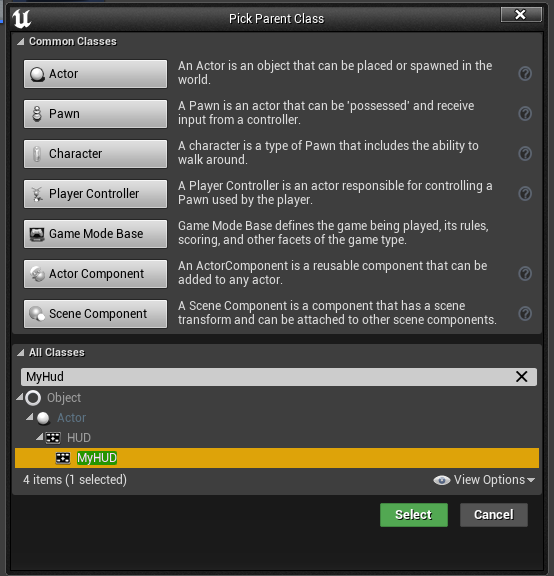 Pick Parent Class
Common Classes
Actor
An Actor is an object that can be placed or spawned in the
world.
Pawn
A Pawn is an actor that can be 'possessed' and receive
input from a controller.
Character
A character is a type of Pawn that includes the ability to
walk around.
Player Controller
A Player Controller is an actor responsible for controlling a
Pawn used by the player.
Game Mode Base
Game Mode Base defines the game being played, its rules,
scoring, and other facets of the game type.
Actor Component
An ActorComponent is a reusable component that can be
added to any actor.
Scene Component
A Scene Component is a component that has a scene
transform and can be attached to other scene components.
All Classes
MyHud
Object
Actor
HUD
MyHUD
4 items (1 selected)
View Options
Select
Cancel